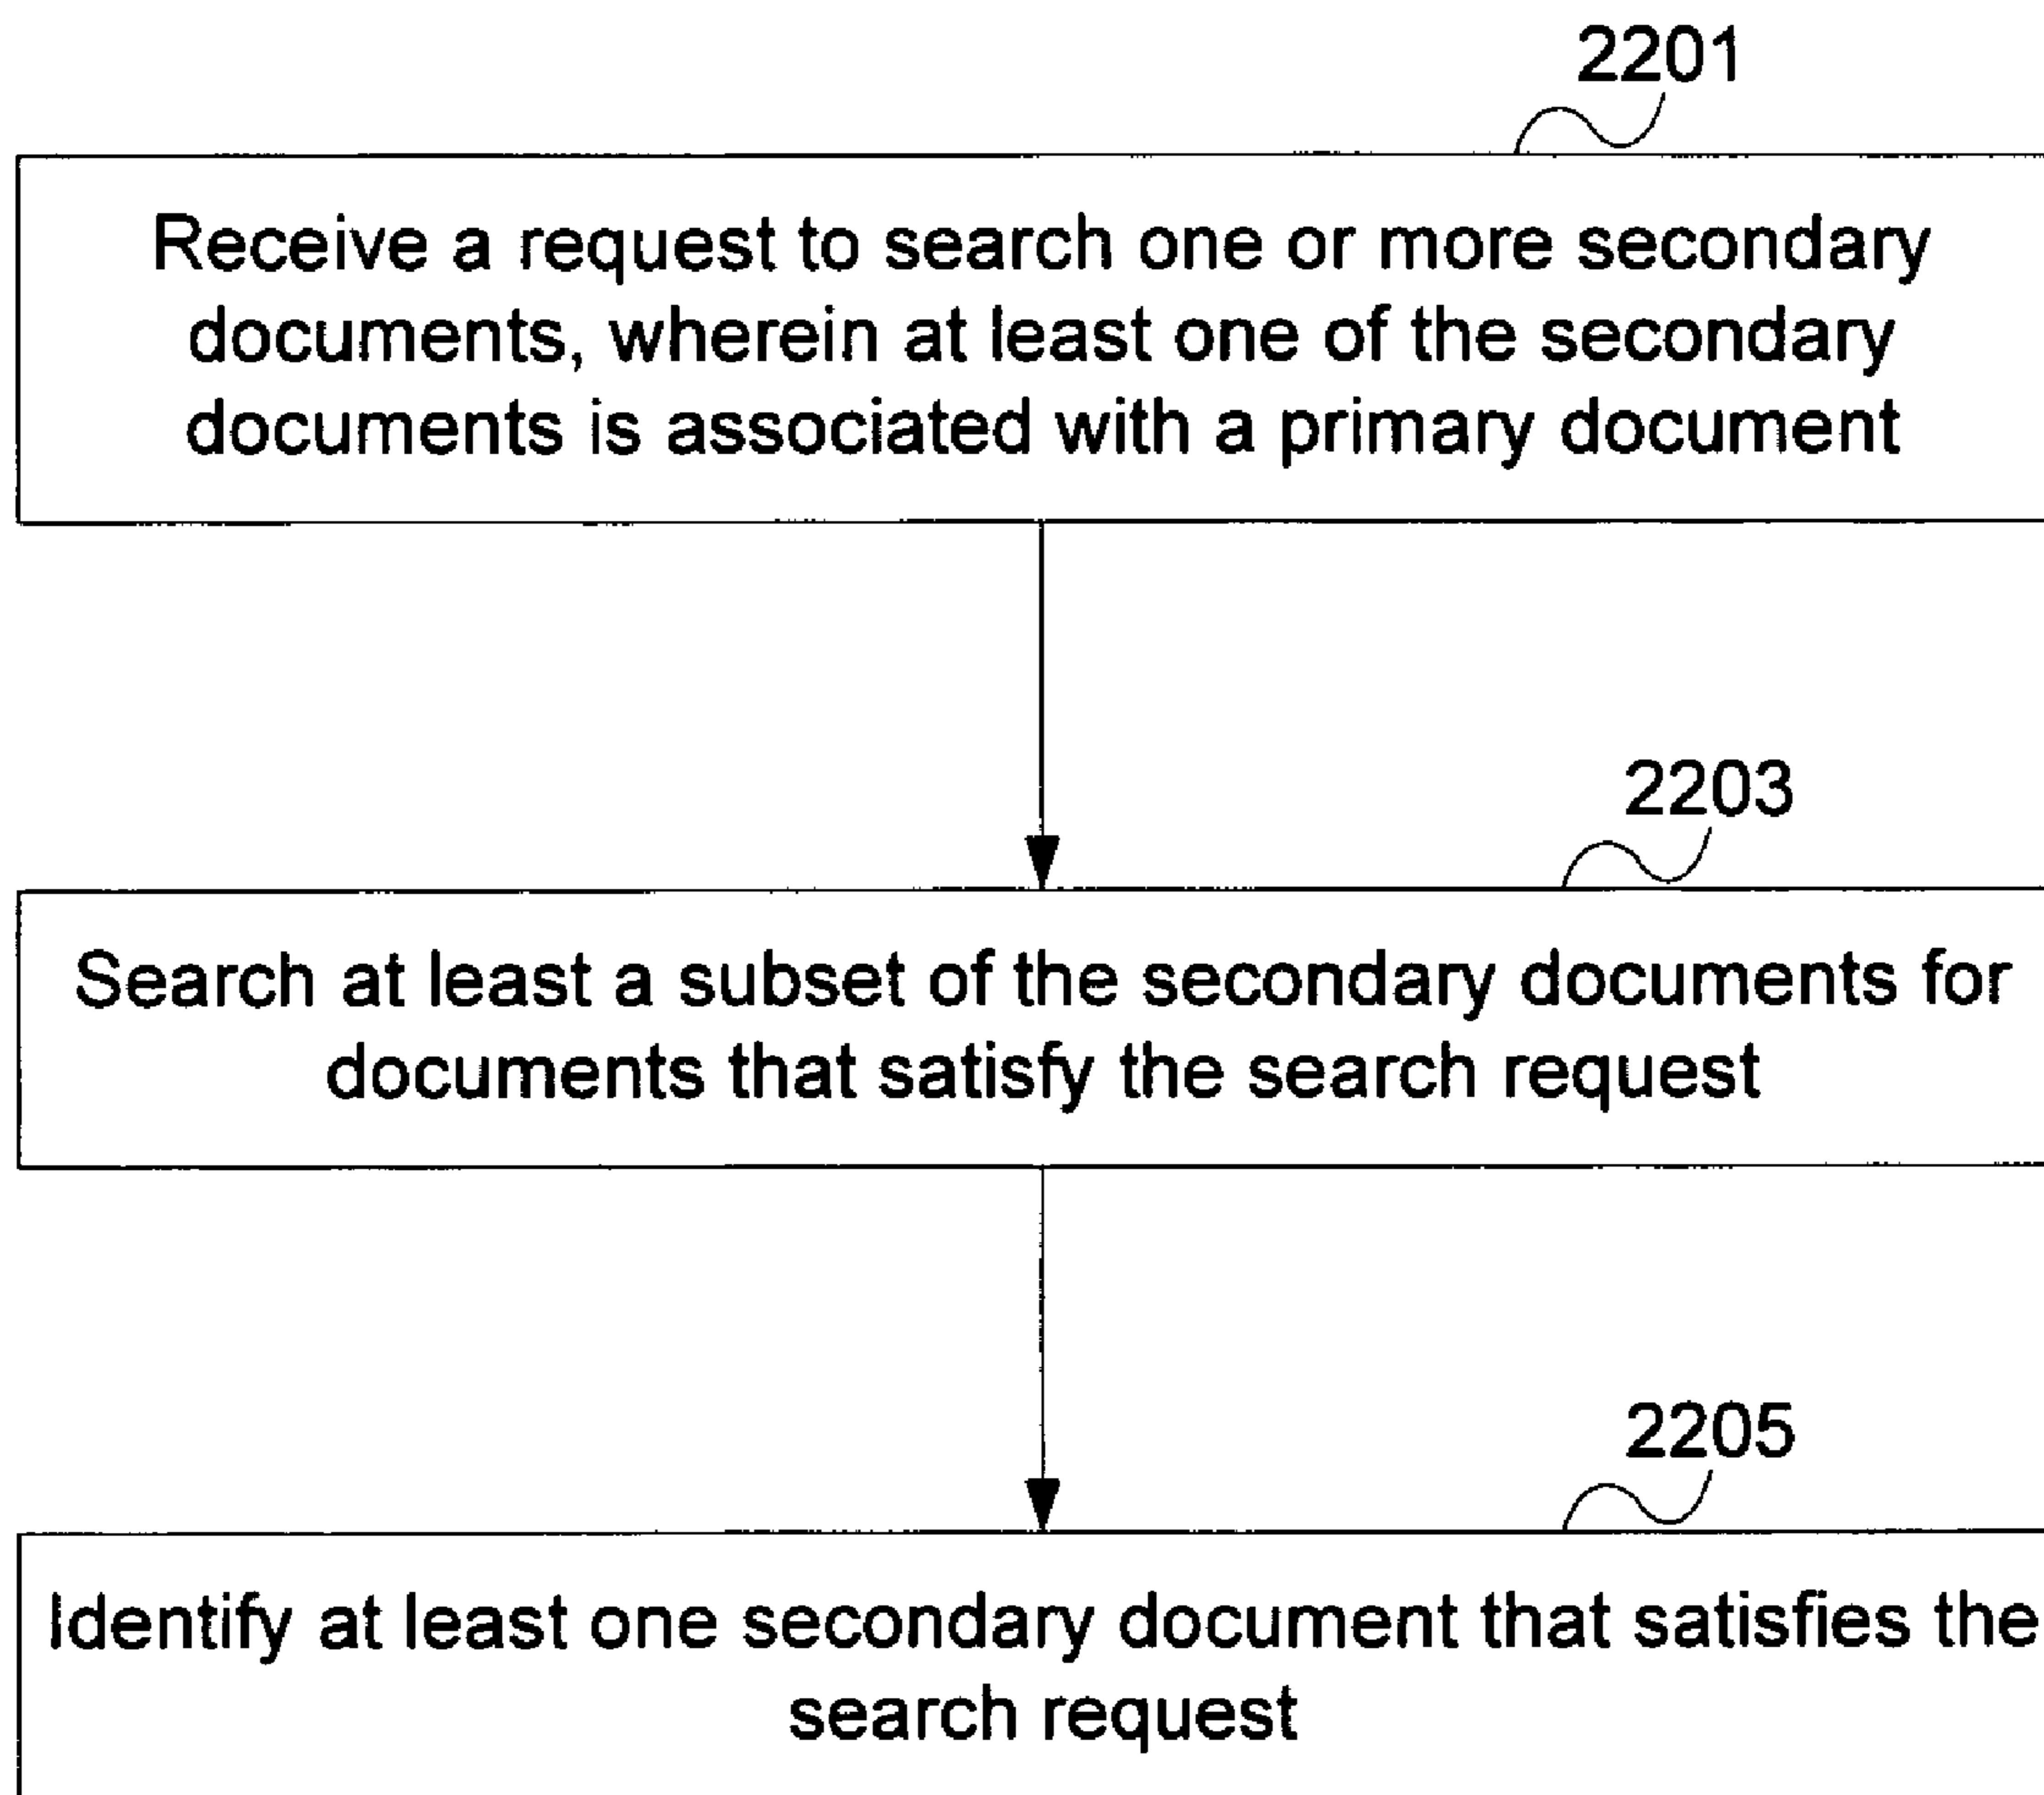 2201
Receive a request to search one or more secondary
documents, wherein at least one of the secondary
documents is associated with a primary document
2203
Search at least a subset of the secondary documents for
documents that satisfy the search request
2205
Identify at least one secondary document that satisfies the
search request